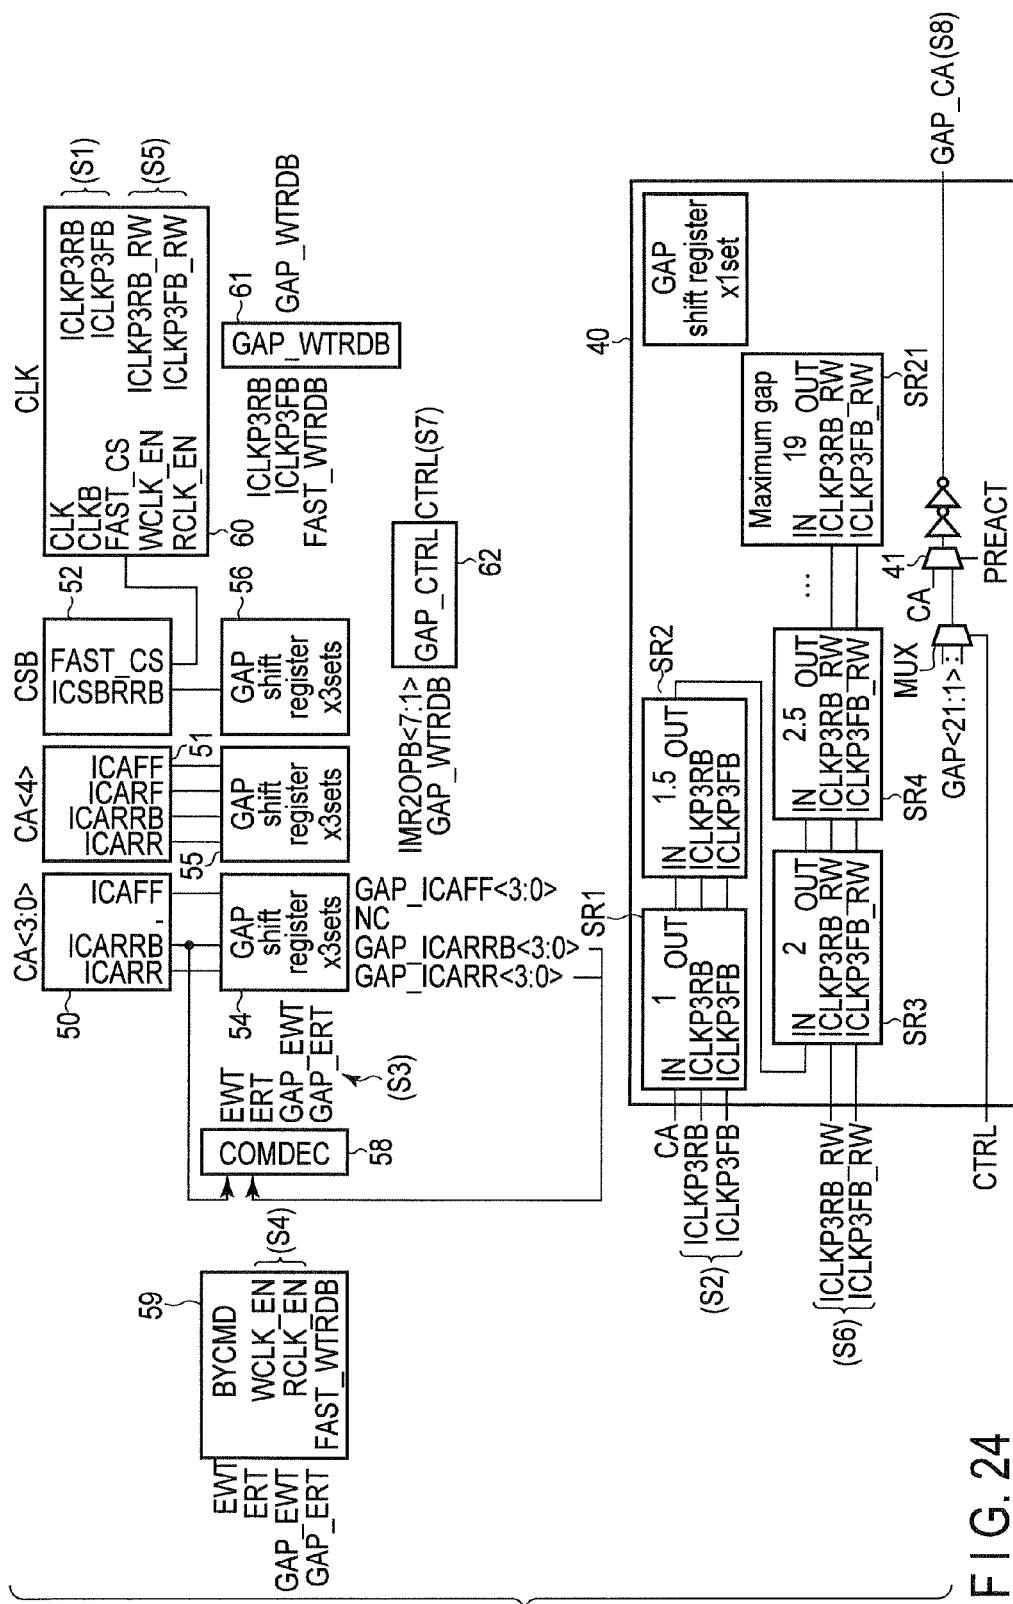 CA<3:0>
ICARR
ICARRB
.
ICAFF
50
GAP
shift
register
x3sets
54
GAP_ICAFF<3:0>
NC
GAP_ICARRB<3:0>
GAP_ICARR<3:0>
CA<4>
ICARR
ICARRB
ICARF
ICAFF
51
GAP
shift
register
x3sets
55
CSB
FAST_CS
ICSBRRB
52
GAP
shift
register
x3sets
56
CLK
CLK
CLKB
FAST_CS
WCLK_EN
RCLK_EN
ICLKP3RB
ICLKP3FB
(S1)
ICLKP3RB_RW
ICLKP3FB_RW
(S5)
60
BYCMD
WCLK_EN
RCLK_EN
(S4)
FAST_WTRDB
59
EWT
ERT
GAP_EWT
GAP_ERT
COMDEC
58
EWT
ERT
GAP_EWT
GAP_ERT
(S3)
ICLKP3RB
ICLKP3FB
FAST_WTRDB
GAP_WTRDB
61
GAP_WTRDB
IMR2OPB<7:1>
GAP_WTRDB
GAP_CTRL
CTRL(S7)
62
40
CA
ICLKP3RB
ICLKP3FB
(S2)
SR1
1
IN OUT
ICLKP3RB
ICLKP3FB
SR2
1.5
IN OUT
ICLKP3RB
ICLKP3FB
GAP
shift register
x1set
ICLKP3RB_RW
ICLKP3FB_RW
(S6)
2
IN OUT
ICLKP3RB_RW
ICLKP3FB_RW
SR3
2.5
IN OUT
ICLKP3RB_RW
ICLKP3FB_RW
SR4
...
Maximum gap
19
IN OUT
ICLKP3RB_RW
ICLKP3FB_RW
SR21
MUX
GAP<21:1>
CA
41
PREACT
GAP_CA(S8)
CTRL
FIG. 24